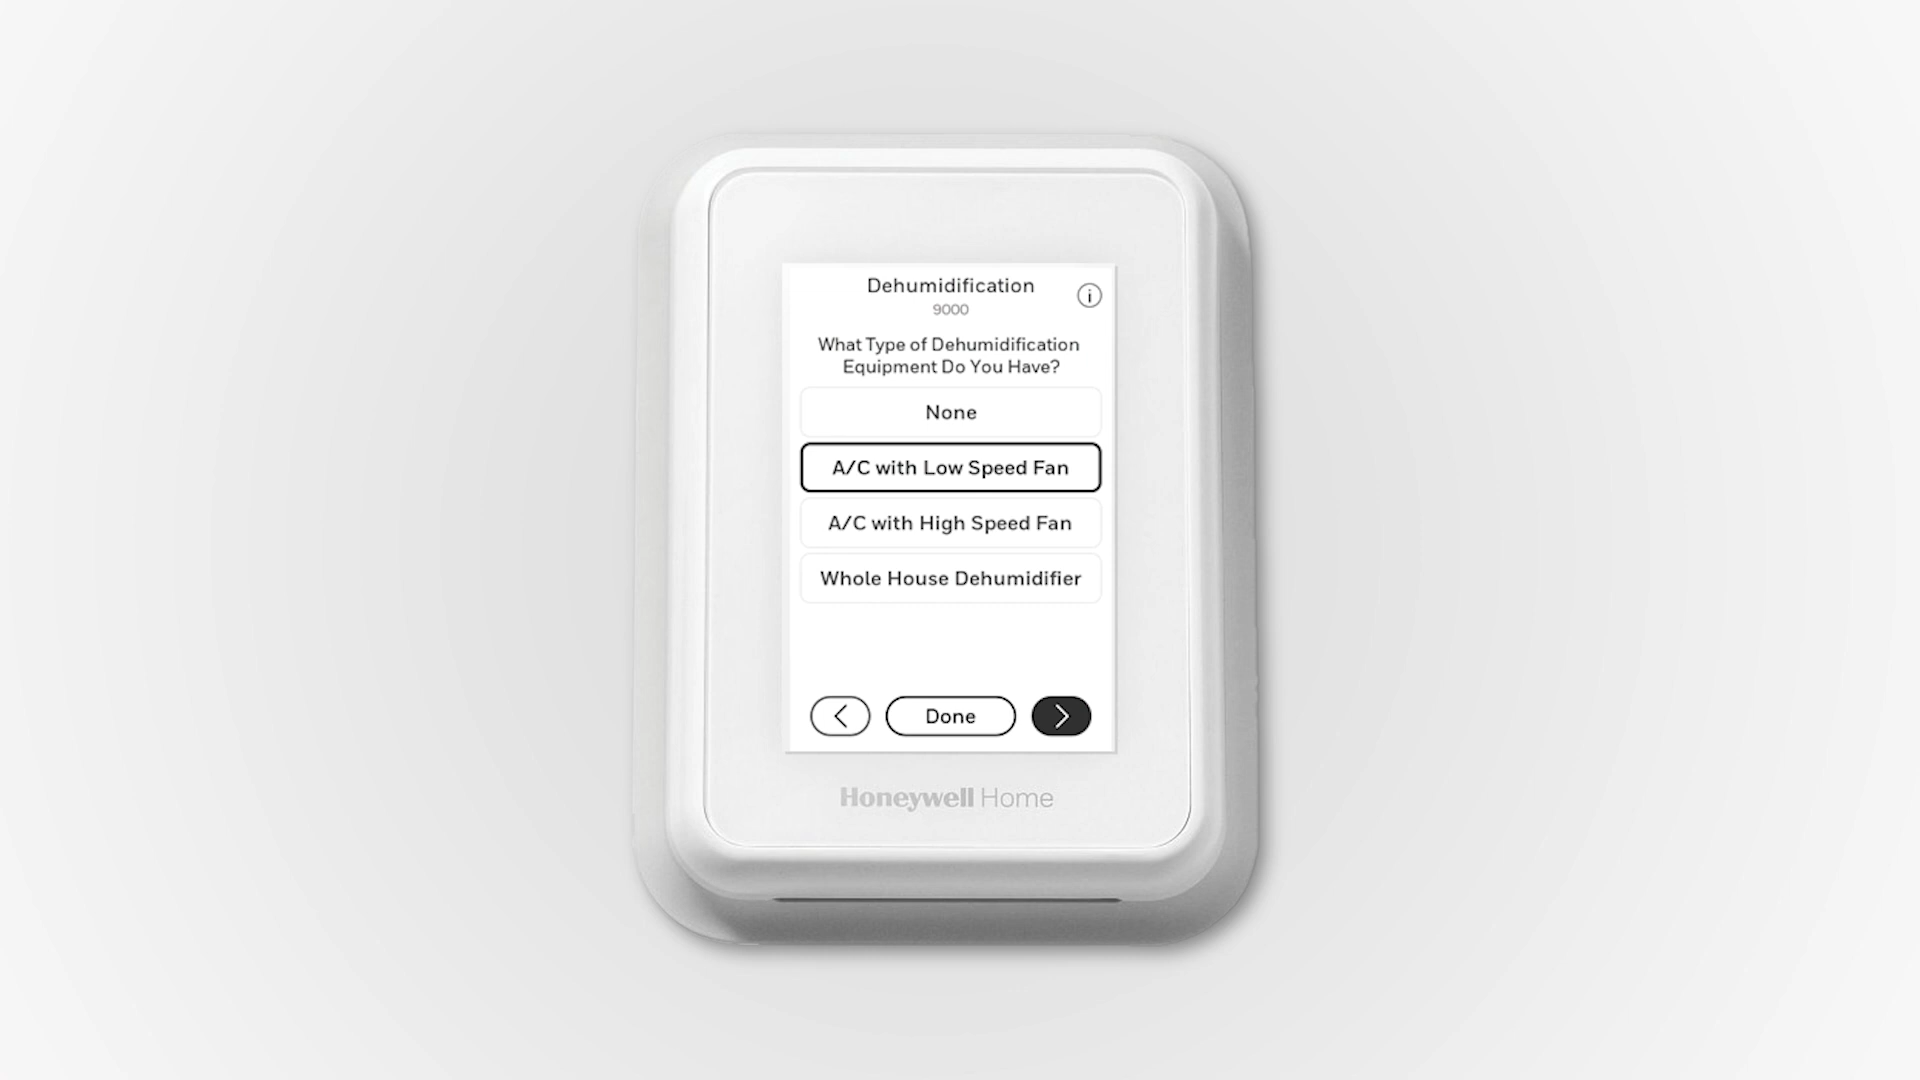 Dehumidification
9000
What Type of Dehumidification
Equipment Do You Have?
None
A/C with Low Speed Fan
A/C with High Speed Fan
Whole House Dehumidifier
Done
Honeywell Home